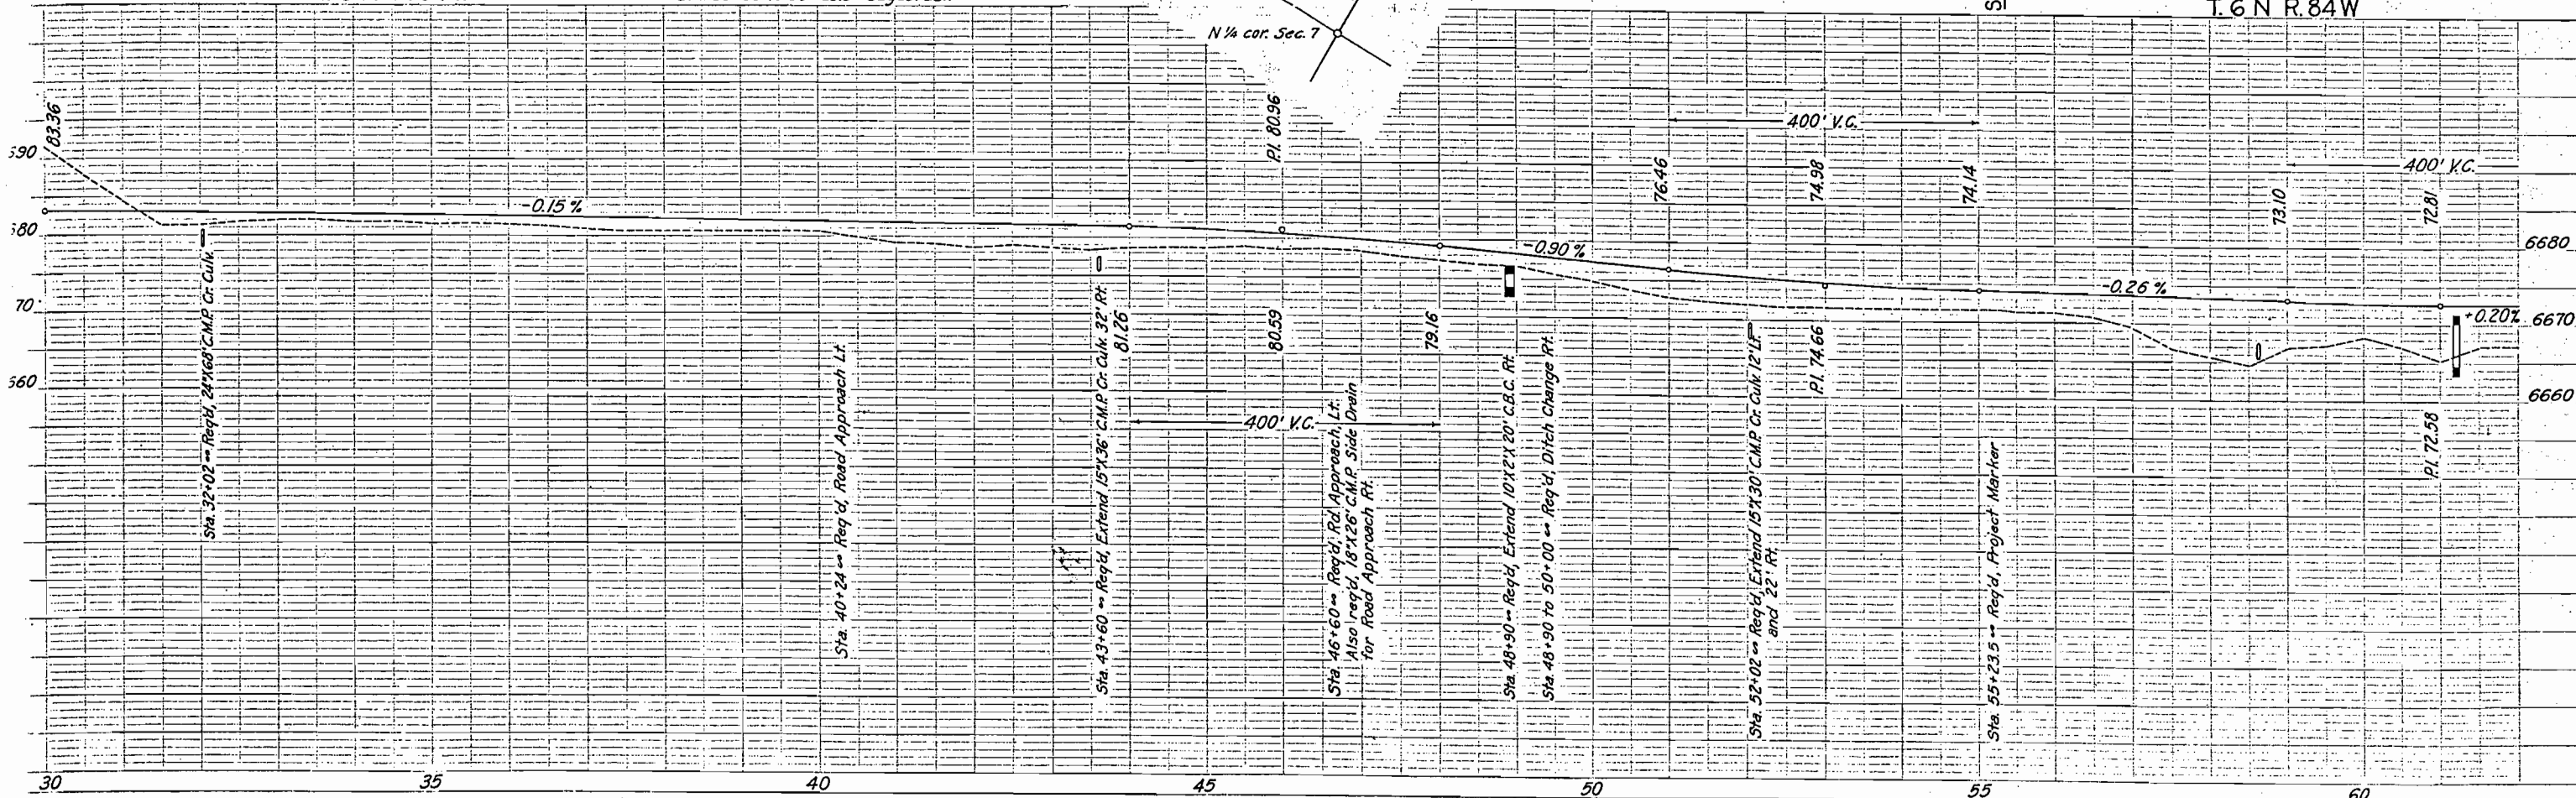 T. 6 N R. 84 W
N ¼ cor. Sec. 7
83.36
P.I. 80.96
400' V.C.
76.46
74.98
74.14
400' V.C.
73.10
72.81
590
-0.15 %
380
-0.90 %
6680
-0.26 %
70
+0.20%
6670
81.26
80.59
79.16
P.I. 74.66
560
6660
400' V.C.
P.I. 72.58
Sta. 32+02 Req'd, 24"X68' C.M.P. Cr. Culv.
Sta. 40+24 Req'd, Road Approach Lt.
Sta. 43+60 Req'd, Extend 15"X36' C.M.P. Cr. Culv. 32' Rt.
Sta. 46+60 Req'd, Rd. Approach, Lt.
Also req'd, 18"X26' C.M.P. Side Drain
for Road Approach Rt.
Sta. 48+90 Req'd, Extend 10'X2'X20' C.B.C. Rt.
Sta. 48+90 to 50+00 Req'd, Ditch Change Rt.
Sta. 52+02 Req'd, Extend 15"X30' C.M.P. Cr. Culv. 12' Lt.
and 22' Rt.
Sta. 55+23.5 Req'd, Project Marker
30
35
40
45
50
55
60